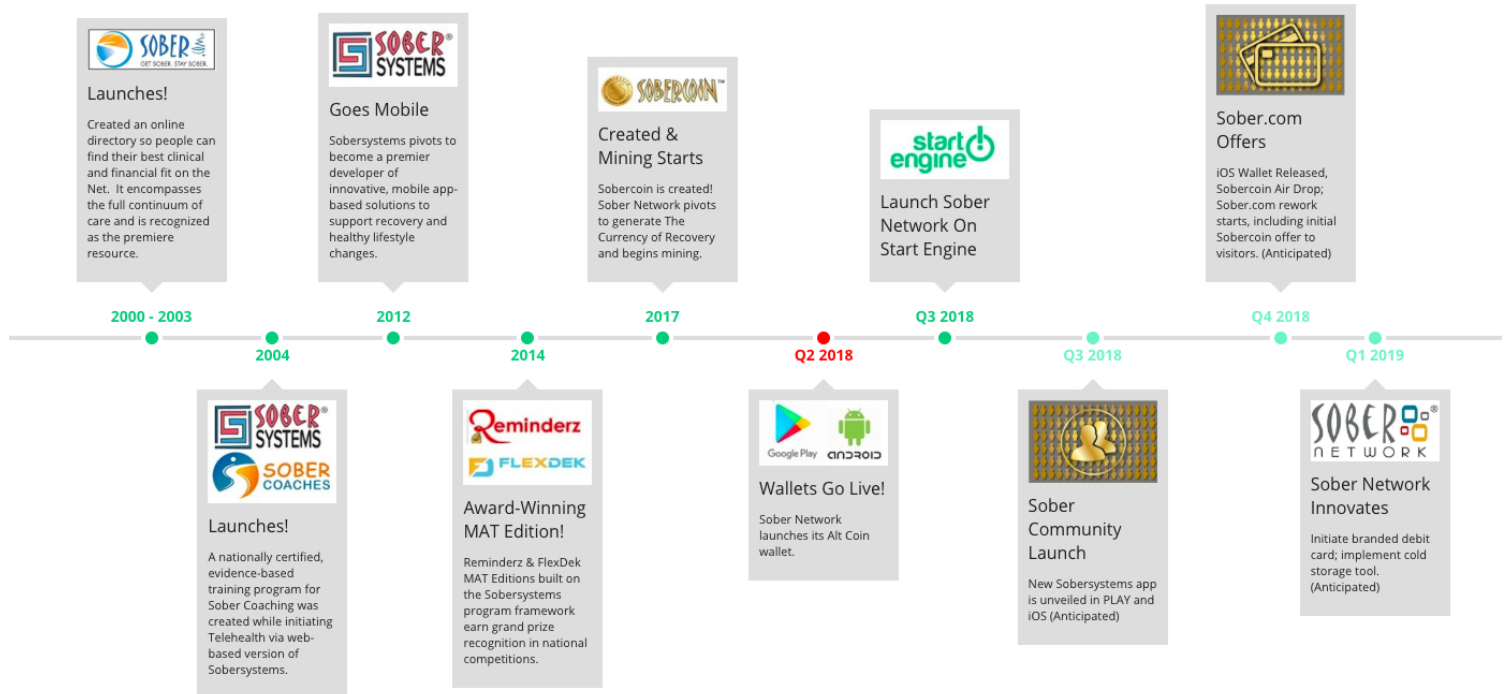 SOBER
GET SOBER. STAY SOBER.
Launches!
Created an online
directory so people can
find their best clinical
and financial fit on the
Net.  It encompasses
the full continuum of
care and is recognized
as the premiere
resource.
2000 - 2003
SOBER®
SYSTEMS
SOBER
COACHES
2004
Launches!
A nationally certified,
evidence-based
training program for
Sober Coaching was
created while initiating
Telehealth via web-
based version of
Sobersystems.
SOBER®
SYSTEMS
Goes Mobile
Sobersystems pivots to
become a premier
developer of
innovative, mobile app-
based solutions to
support recovery and
healthy lifestyle
changes.
2012
2014
Reminderz
FLEXDEK
Award-Winning
MAT Edition!
Reminderz & FlexDek
MAT Editions built on
the Sobersystems
program framework
earn grand prize
recognition in national
competitions.
SOBERCOIN™
Created &
Mining Starts
Sobercoin is created!
Sober Network pivots
to generate The
Currency of Recovery
and begins mining.
2017
Q2 2018
Google Play
ANDROID
Wallets Go Live!
Sober Network
launches its Alt Coin
wallet.
start
engine
Launch Sober
Network On
Start Engine
Q3 2018
Q3 2018
Sober
Community
Launch
New Sobersystems app
is unveiled in PLAY and
iOS (Anticipated)
Sober.com
Offers
iOS Wallet Released,
Sobercoin Air Drop;
Sober.com rework
starts, including initial
Sobercoin offer to
visitors. (Anticipated)
Q4 2018
Q1 2019
SOBER®
NETWORK
Sober Network
Innovates
Initiate branded debit
card; implement cold
storage tool.
(Anticipated)